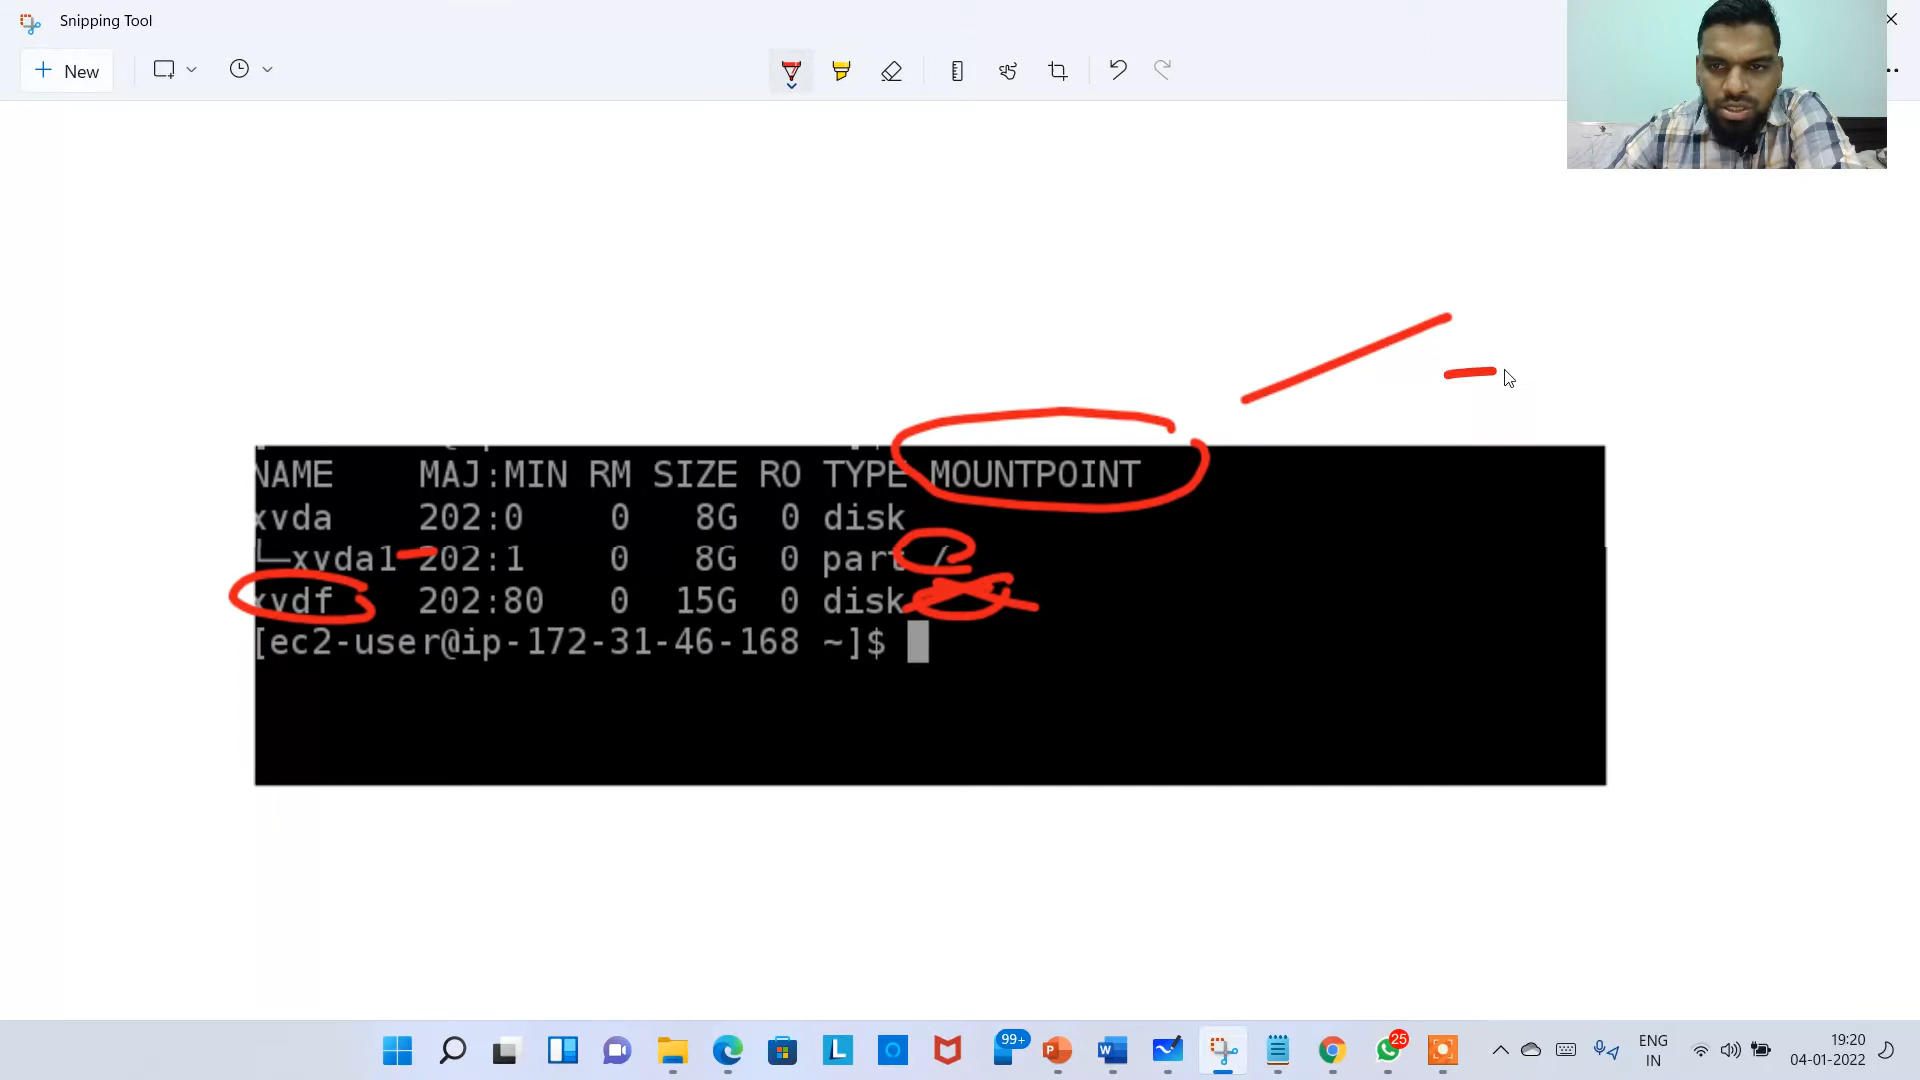 Snipping Tool
New
NAME MAJ:MIN RM SIZE RO TYPE MOUNTPOINT
xvda 202:0 0 8G 0 disk
└─xvda1 202:1 0 8G 0 part /
xvdf 202:80 0 15G 0 disk
[ec2-user@ip-172-31-46-168 ~]$
99+
25
ENG
IN
19:20
04-01-2022